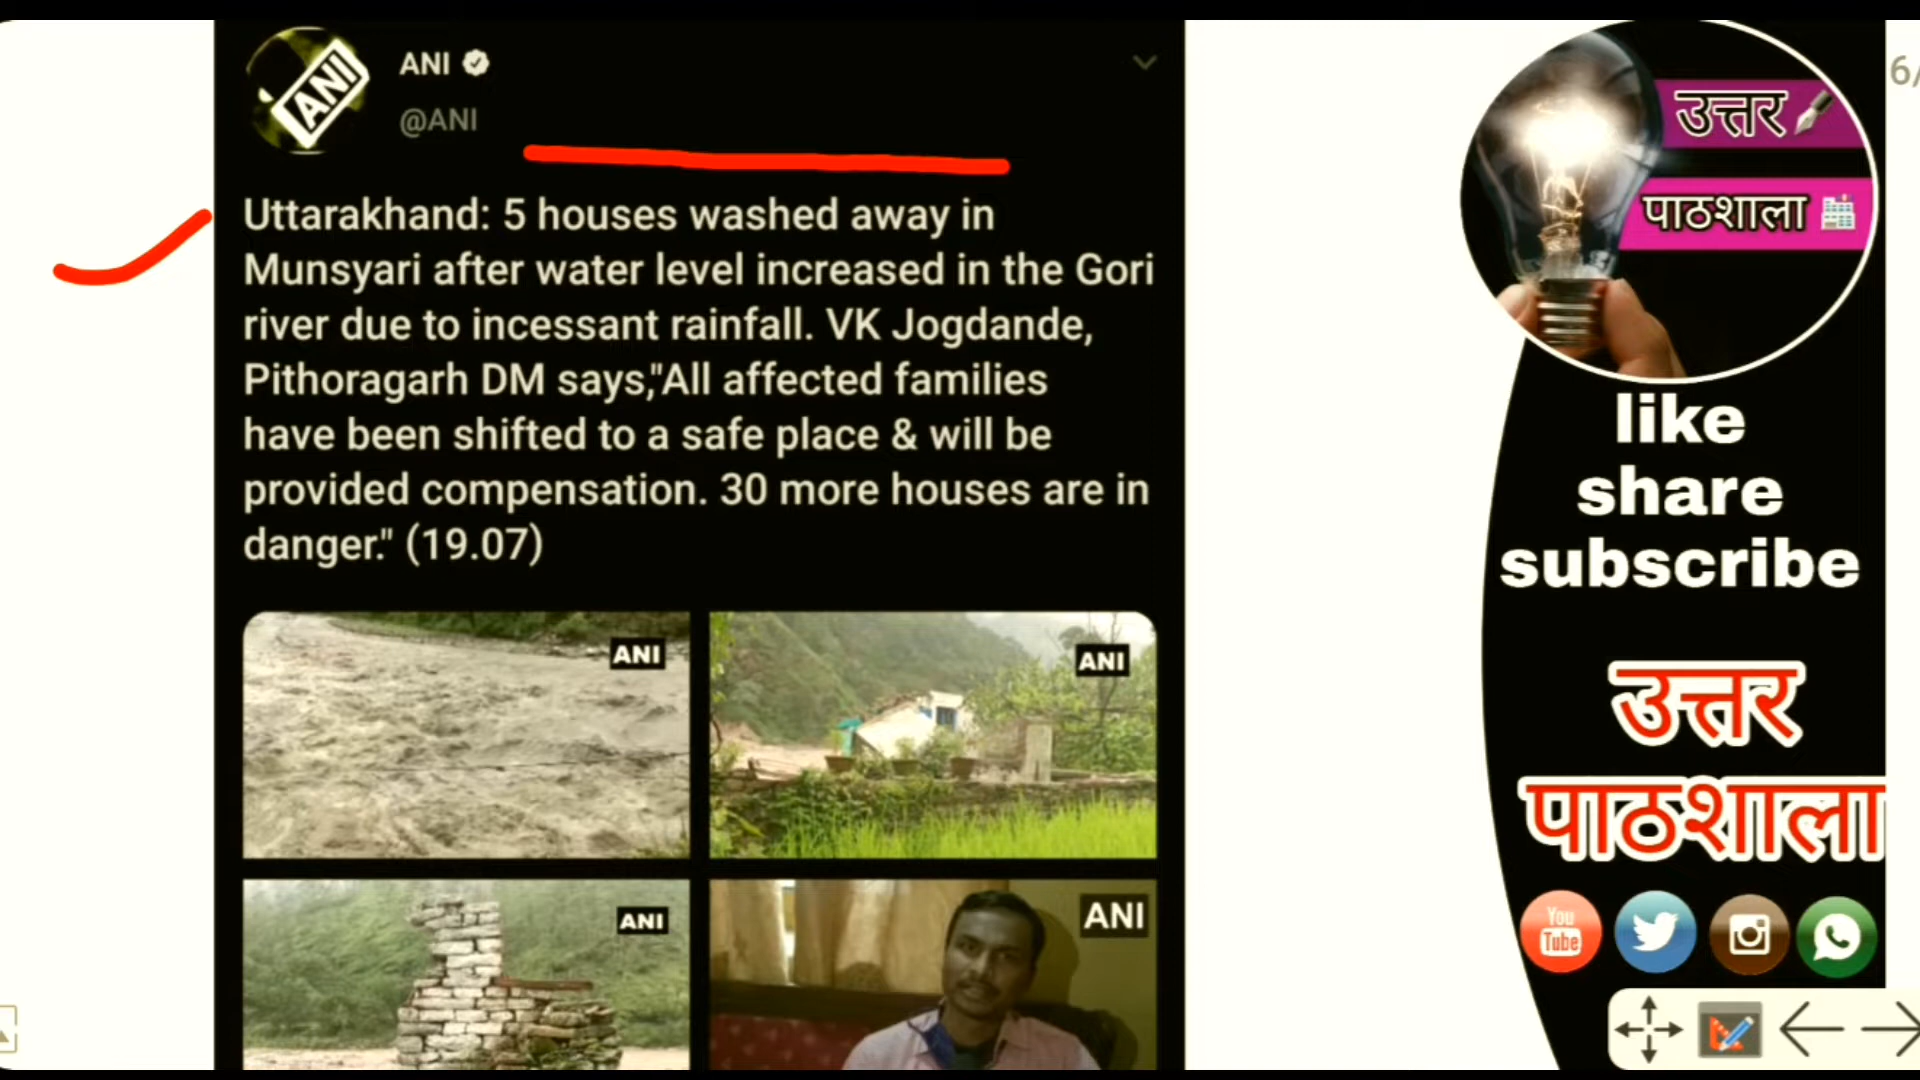 ANI
ANI
@ANI
Uttarakhand: 5 houses washed away in
Munsyari after water level increased in the Gori
river due to incessant rainfall. VK Jogdande,
Pithoragarh DM says,"All affected families
have been shifted to a safe place & will be
provided compensation. 30 more houses are in
danger." (19.07)
ANI
ANI
ANI
ANI
6/
उत्तर
पाठशाला
like
share
subscribe
उत्तर
पाठशाला
You
Tube